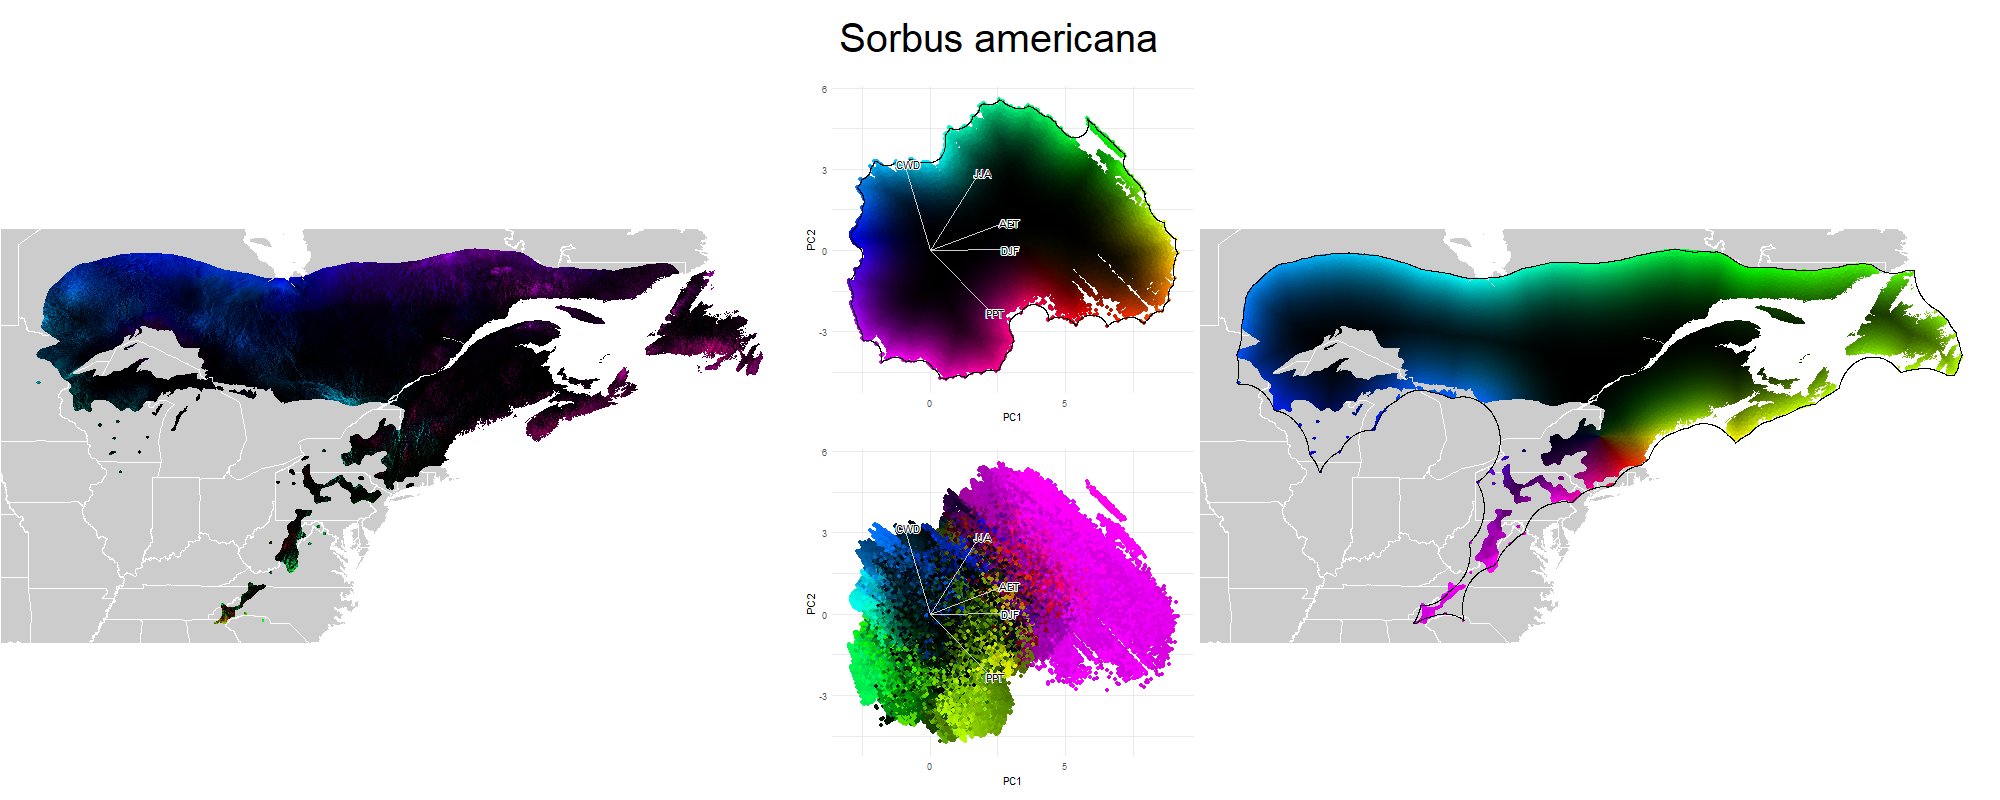 Sorbus americana
6
3
0
-3
PC2
CWD
JJA
AET
DJF
PPT
0
5
PC1
6
3
0
-3
PC2
CWD
JJA
AET
DJF
PPT
0
5
PC1